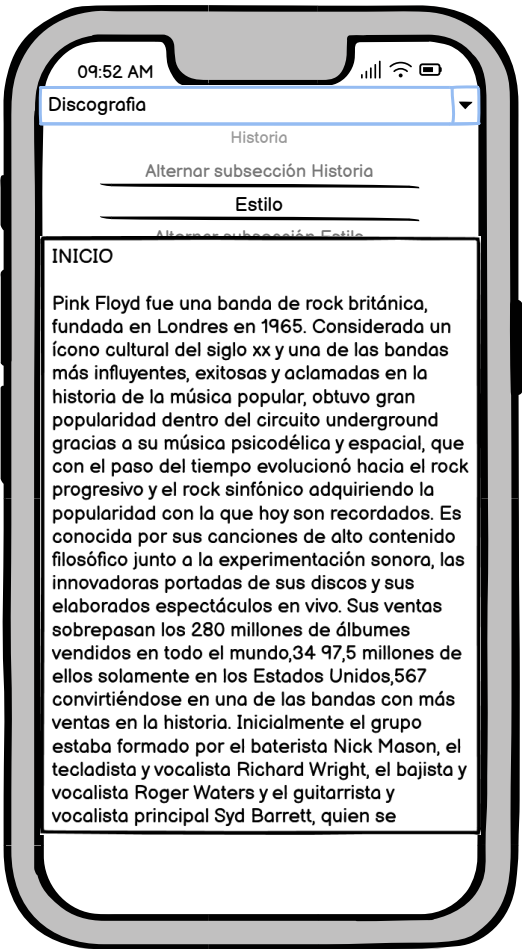 09:52 AM
Discografia
Historia
Alternar subsección Historia
Estilo
Alternar subsección Estilo
INICIO
Pink Floyd fue una banda de rock británica,
fundada en Londres en 1965. Considerada un
ícono cultural del siglo xx y una de las bandas
más influyentes, exitosas y aclamadas en la
historia de la música popular, obtuvo gran
popularidad dentro del circuito underground
gracias a su música psicodélica y espacial, que
con el paso del tiempo evolucionó hacia el rock
progresivo y el rock sinfónico adquiriendo la
popularidad con la que hoy son recordados. Es
conocida por sus canciones de alto contenido
filosófico junto a la experimentación sonora, las
innovadoras portadas de sus discos y sus
elaborados espectáculos en vivo. Sus ventas
sobrepasan los 280 millones de álbumes
vendidos en todo el mundo,34 97,5 millones de
ellos solamente en los Estados Unidos,567
convirtiéndose en una de las bandas con más
ventas en la historia. Inicialmente el grupo
estaba formado por el baterista Nick Mason, el
tecladista y vocalista Richard Wright, el bajista y
vocalista Roger Waters y el guitarrista y
vocalista principal Syd Barrett, quien se